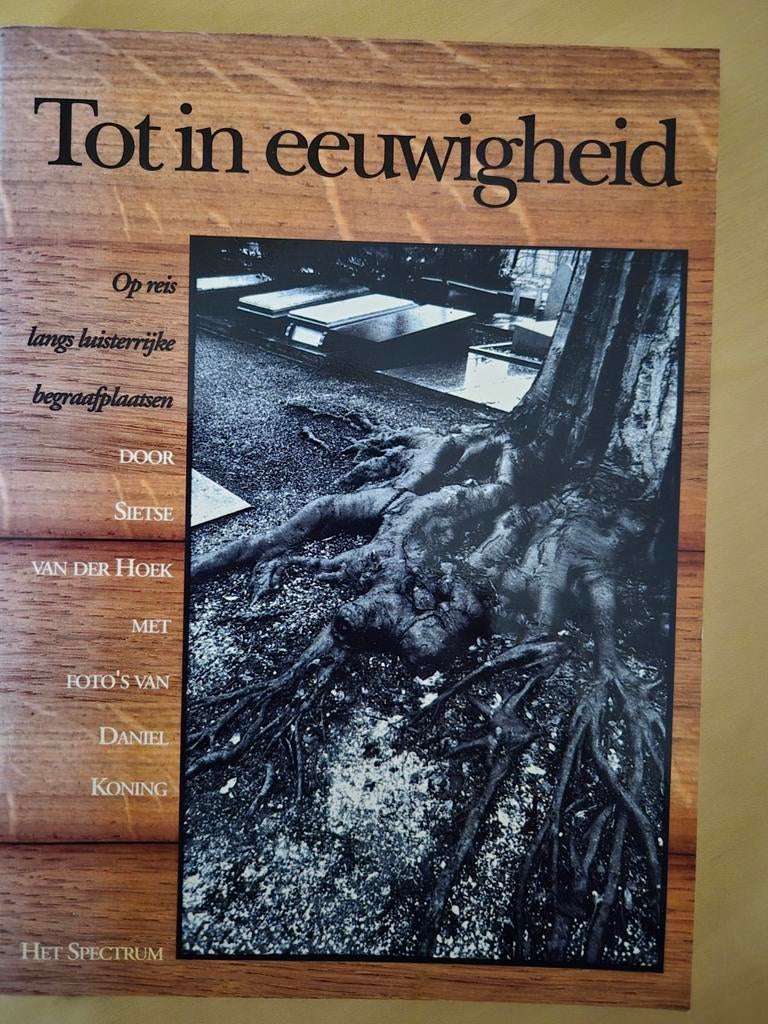 Tot in eeuwigheid
Op reis
langs luisterrijke
begraafplaatsen
DOOR
SIETSE
VAN DER HOEK
MET
FOTO'S VAN
DANIEL
KONING
HET SPECTRUM